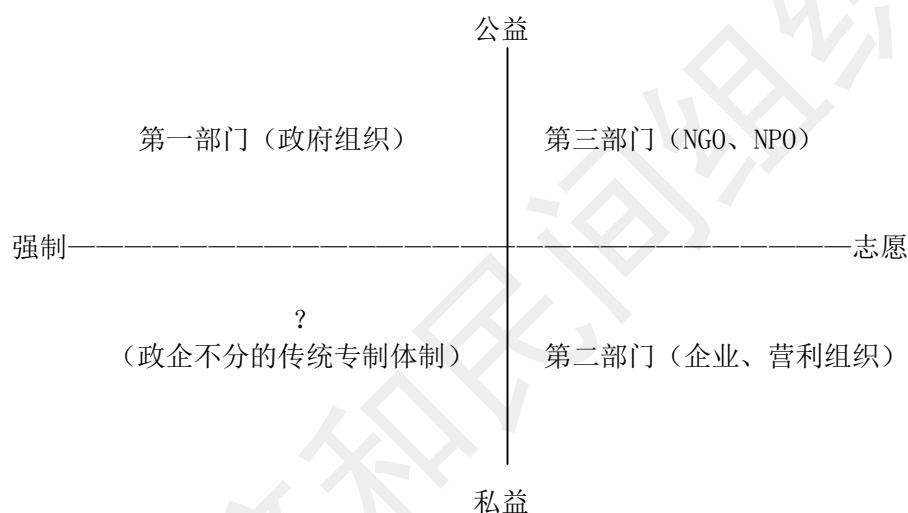 公益
第一部门（政府组织） 第三部门（NGO、NPO）
强制 志愿
？
（政企不分的传统专制体制） 第二部门（企业、营利组织）
私益